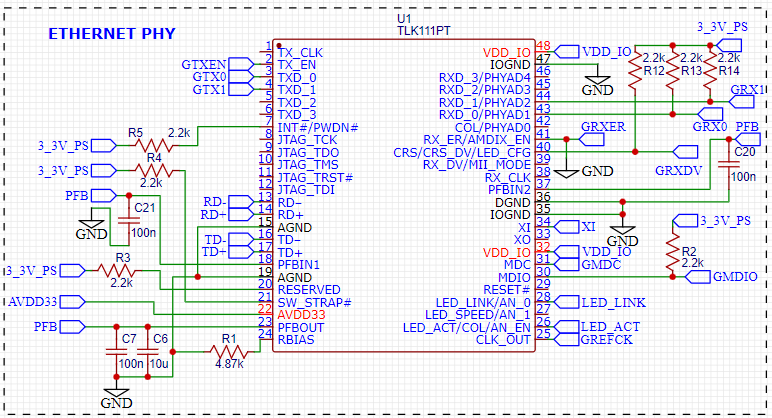 ETHERNET PHY
U1
TLK111PT
1 TX_CLK
GTXEN 2 TX_EN
GTX0 3 TXD_0
GTX1 4 TXD_1
5 TXD_2
6 TXD_3
R5 2.2k
3_3V_PS 7 INT#/PWDN#
8 JTAG_TCK
R4
3_3V_PS 2.2k
9 JTAG_TDO
10 JTAG_TMS
11 JTAG_TRST#
12 JTAG_TDI
PFB
C21
100n
GND
RD- 13 RD−
RD+ 14 RD+
15 AGND
TD- 16 TD−
TD+ 17 TD+
18 PFBIN1
19 AGND
R3
3_3V_PS 2.2k
20 RESERVED
21 SW_STRAP#
AVDD33 22 AVDD33
PFB 23 PFBOUT
24 RBIAS
C7 C6
100n 10u
R1
4.87k
GND
VDD_IO 48 VDD_IO
IOGND 47
GND
RXD_3/PHYAD4 46
RXD_2/PHYAD3 45
RXD_1/PHYAD2 44 GRX1
RXD_0/PHYAD1 43 GRX0
COL/PHYAD0 42
RX_ER/AMDIX_EN 41 GRXER
CRS/CRS_DV/LED_CFG 40 GRXDV
GND
RX_DV/MII_MODE 39
RX_CLK 38
PFBIN2 37
DGND 36
IOGND 35
GND
XI 34 XI
XO 33
VDD_IO 32 VDD_IO
MDC 31 GMDC
MDIO 30 GMDIO
RESET# 29
LED_LINK/AN_0 28 LED_LINK
LED_SPEED/AN_1 27
LED_ACT/COL/AN_EN 26 LED_ACT
CLK_OUT 25 GREFCK
3_3V_PS
2.2k 2.2k 2.2k
R12 R13 R14
PFB
C20
100n
3_3V_PS
R2
2.2k